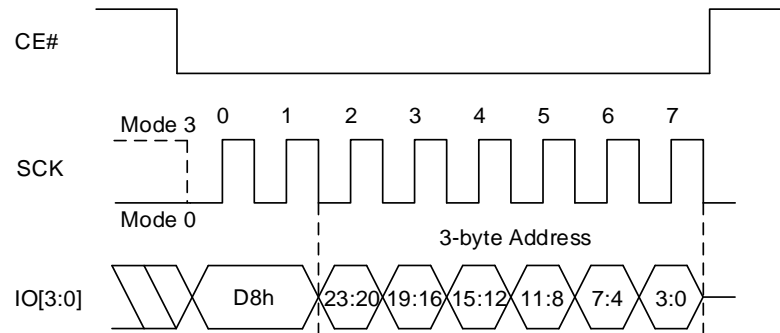 CE#
0 1 2 3 4 5 6 7
Mode 3
SCK
Mode 0
3-byte Address
IO[3:0] D8h 23:20 19:16 15:12 11:8 7:4 3:0